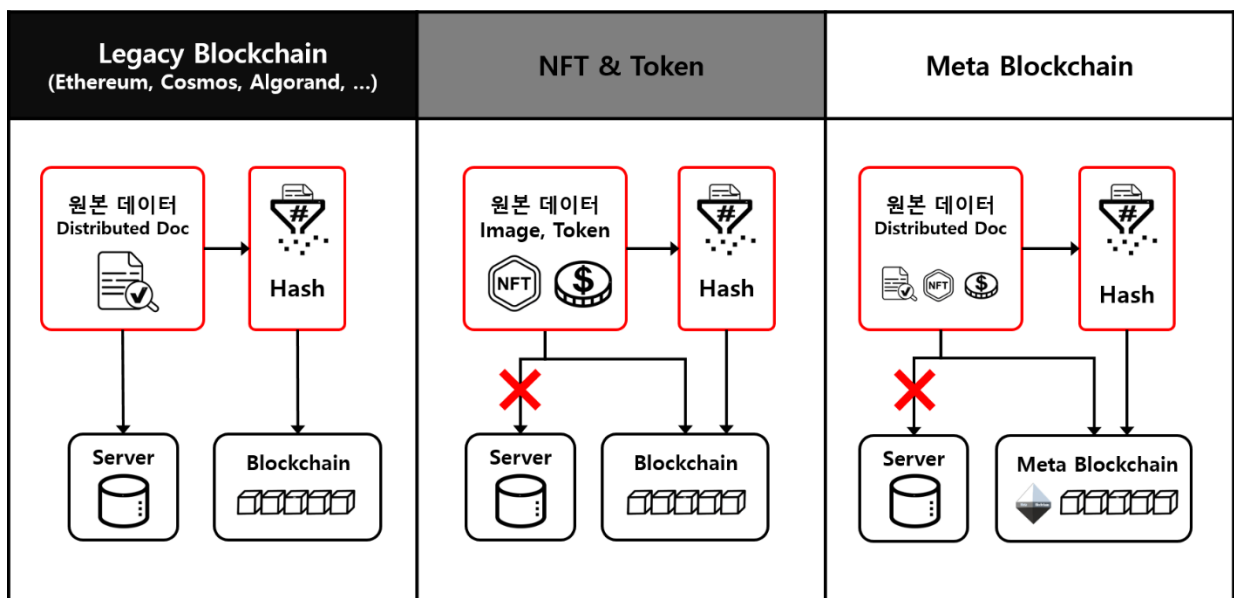 Legacy Blockchain
(Ethereum, Cosmos, Algorand, ...)
NFT & Token
Meta Blockchain
원본 데이터
Distributed Doc
#
Hash
Server
Blockchain
원본 데이터
Image, Token
NFT
$
#
Hash
Server
Blockchain
원본 데이터
Distributed Doc
NFT
$
#
Hash
Server
Meta Blockchain